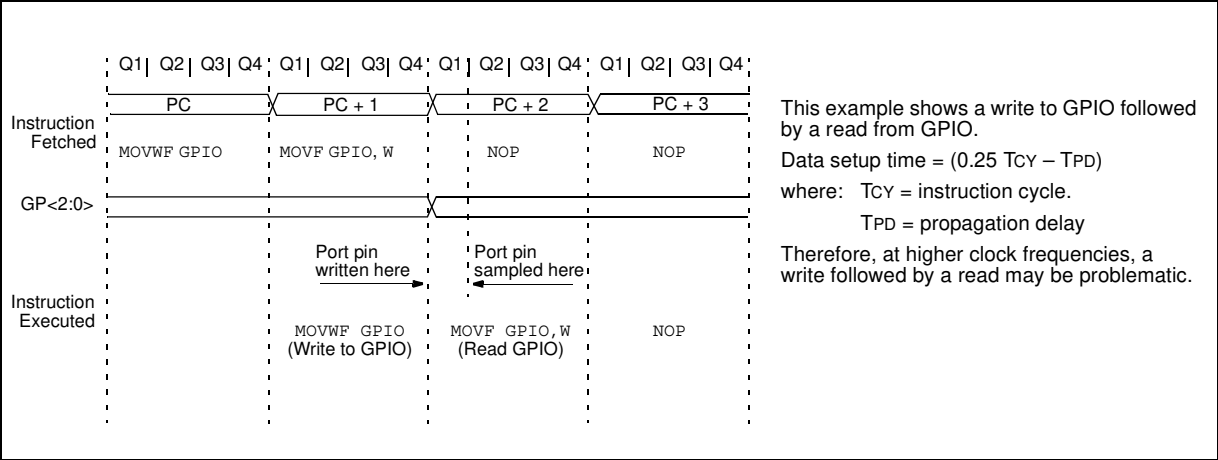 Q1 Q2 Q3 Q4 Q1 Q2 Q3 Q4 Q1 Q2 Q3 Q4 Q1 Q2 Q3 Q4
PC PC + 1 PC + 2 PC + 3
Instruction
Fetched
MOVWF GPIO MOVF GPIO, W NOP NOP
GP<2:0>
Port pin
written here
Port pin
sampled here
Instruction
Executed
MOVWF GPIO
(Write to GPIO)
MOVF GPIO,W
(Read GPIO)
NOP
This example shows a write to GPIO followed
by a read from GPIO.
Data setup time = (0.25 TCY – TPD)
where: TCY = instruction cycle.
TPD = propagation delay
Therefore, at higher clock frequencies, a
write followed by a read may be problematic.